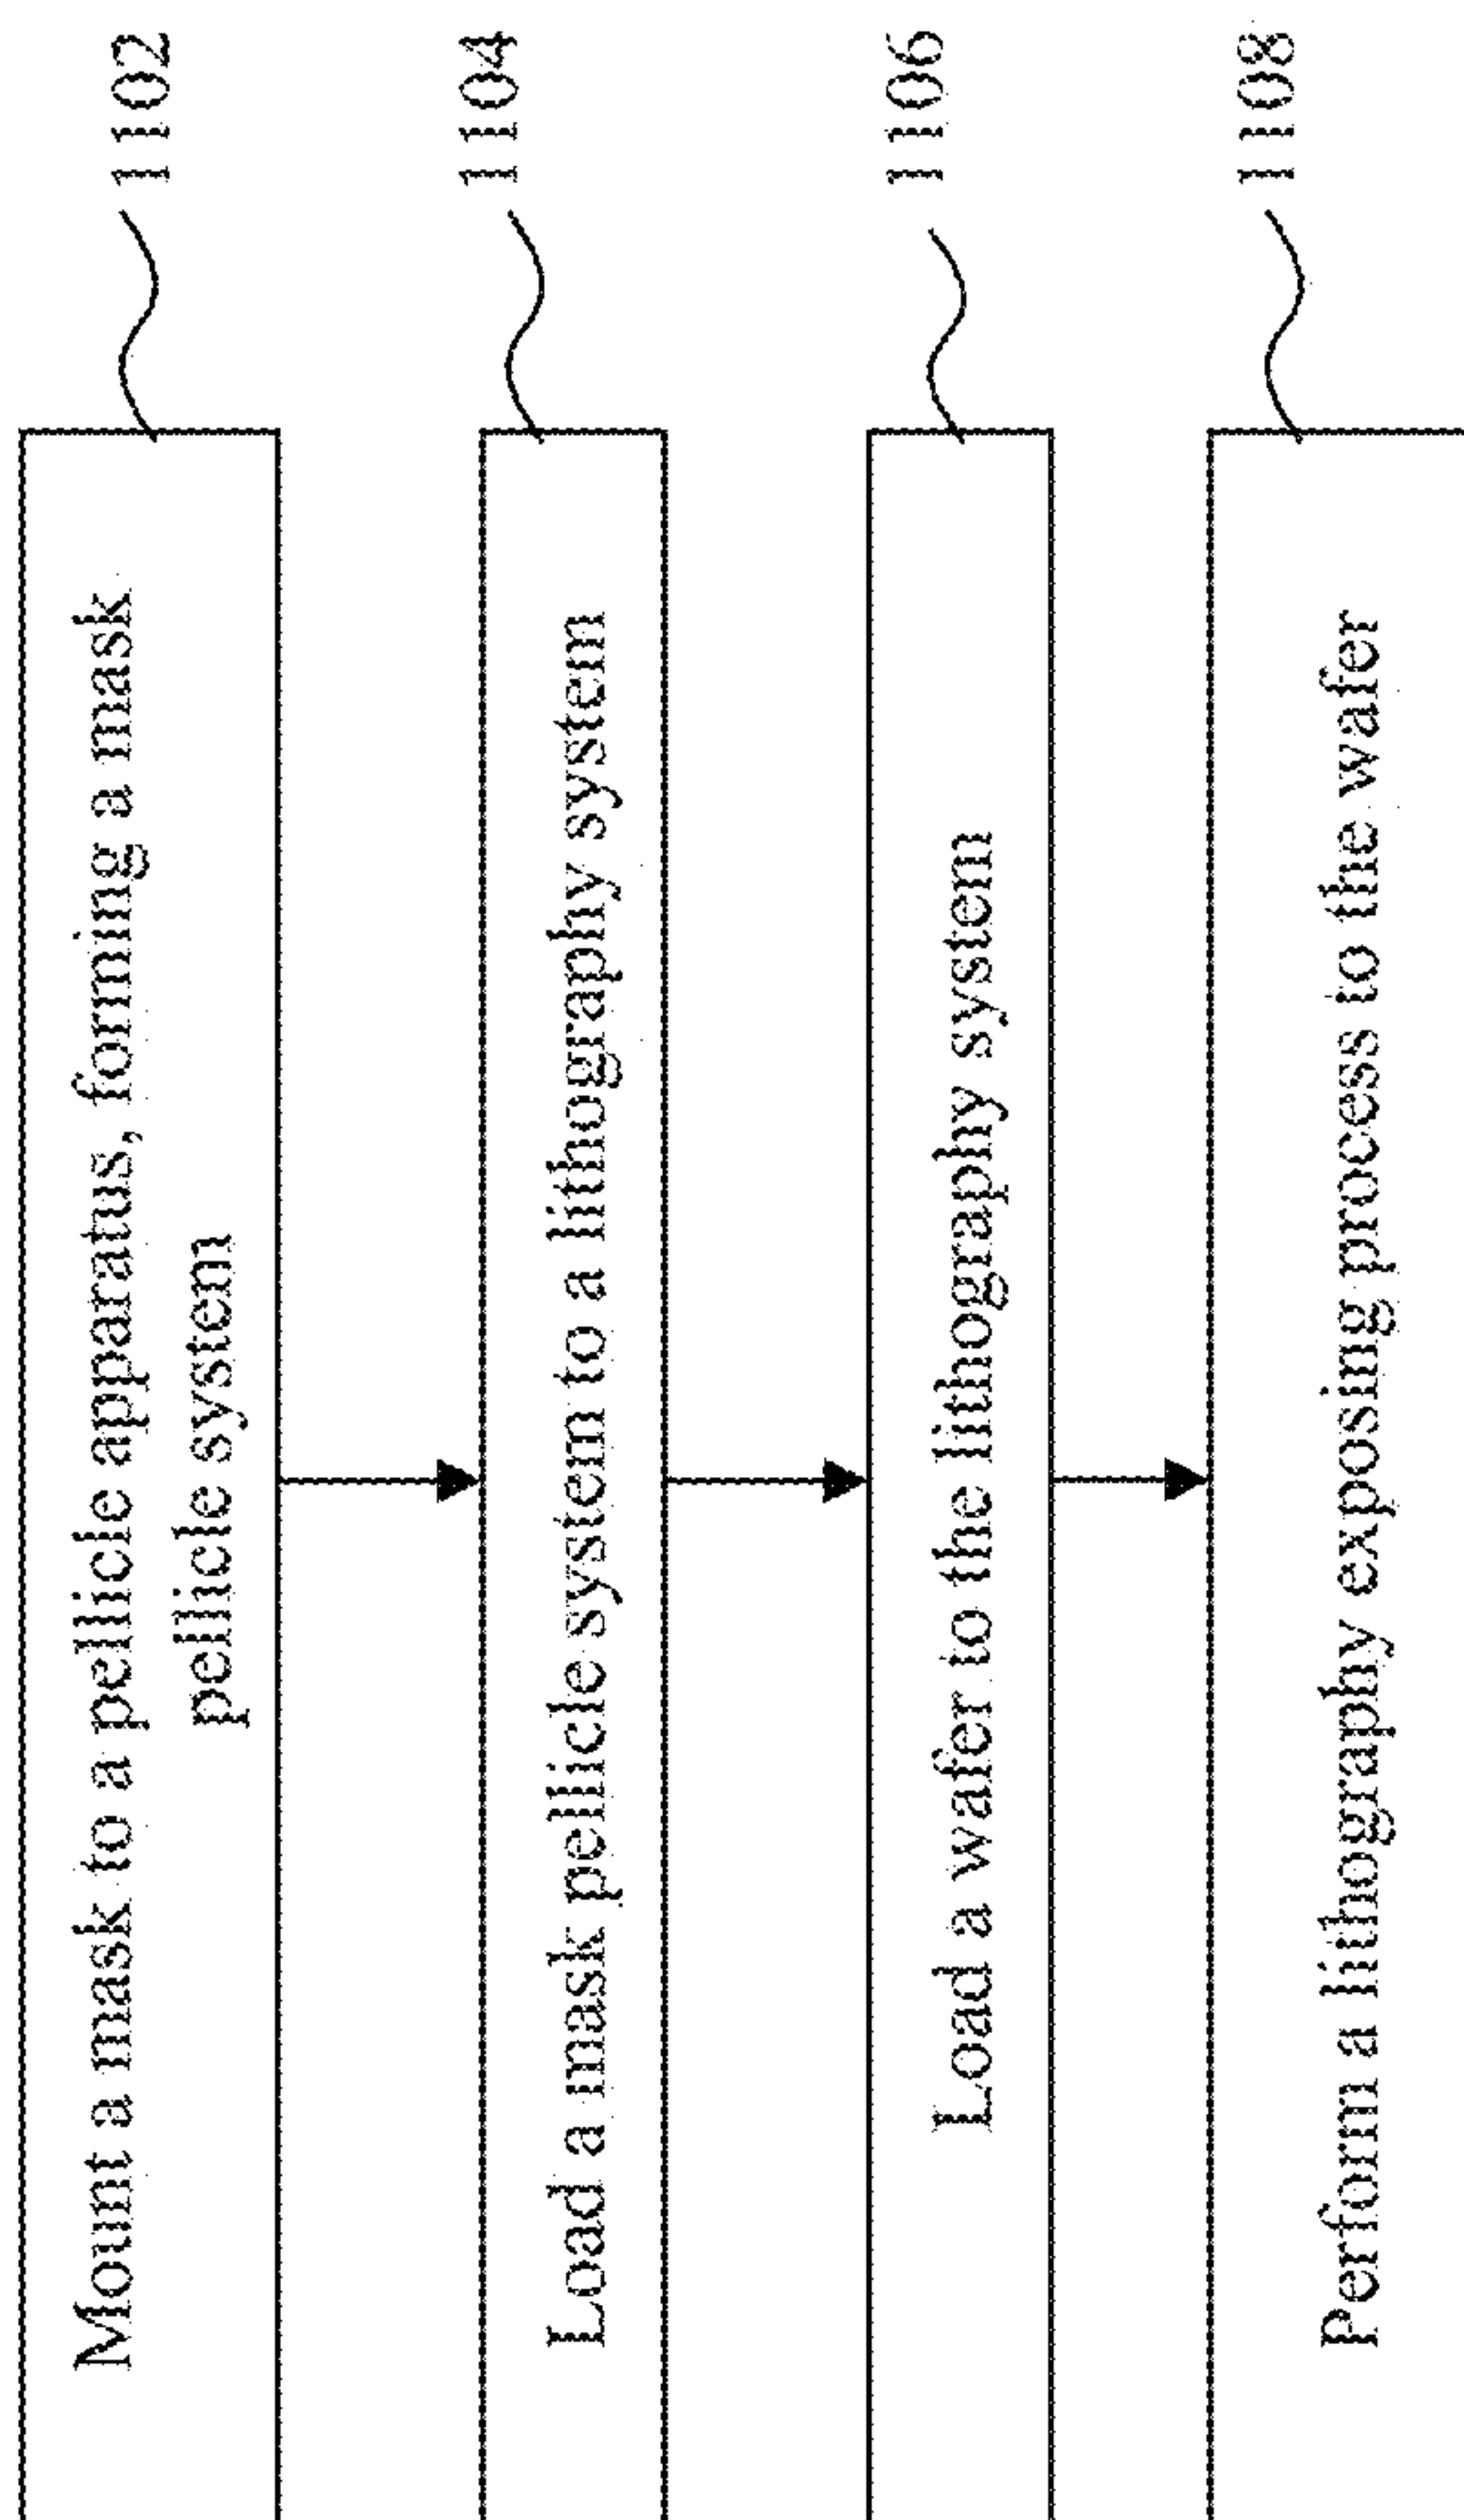 Mount a mask to a pellicle apparatus, forming a mask
pellicle system
1102
Load a mask pellicle system to a lithography system
1104
Load a wafer to the lithography system
1106
Perform a lithography exposing process to the wafer
1108